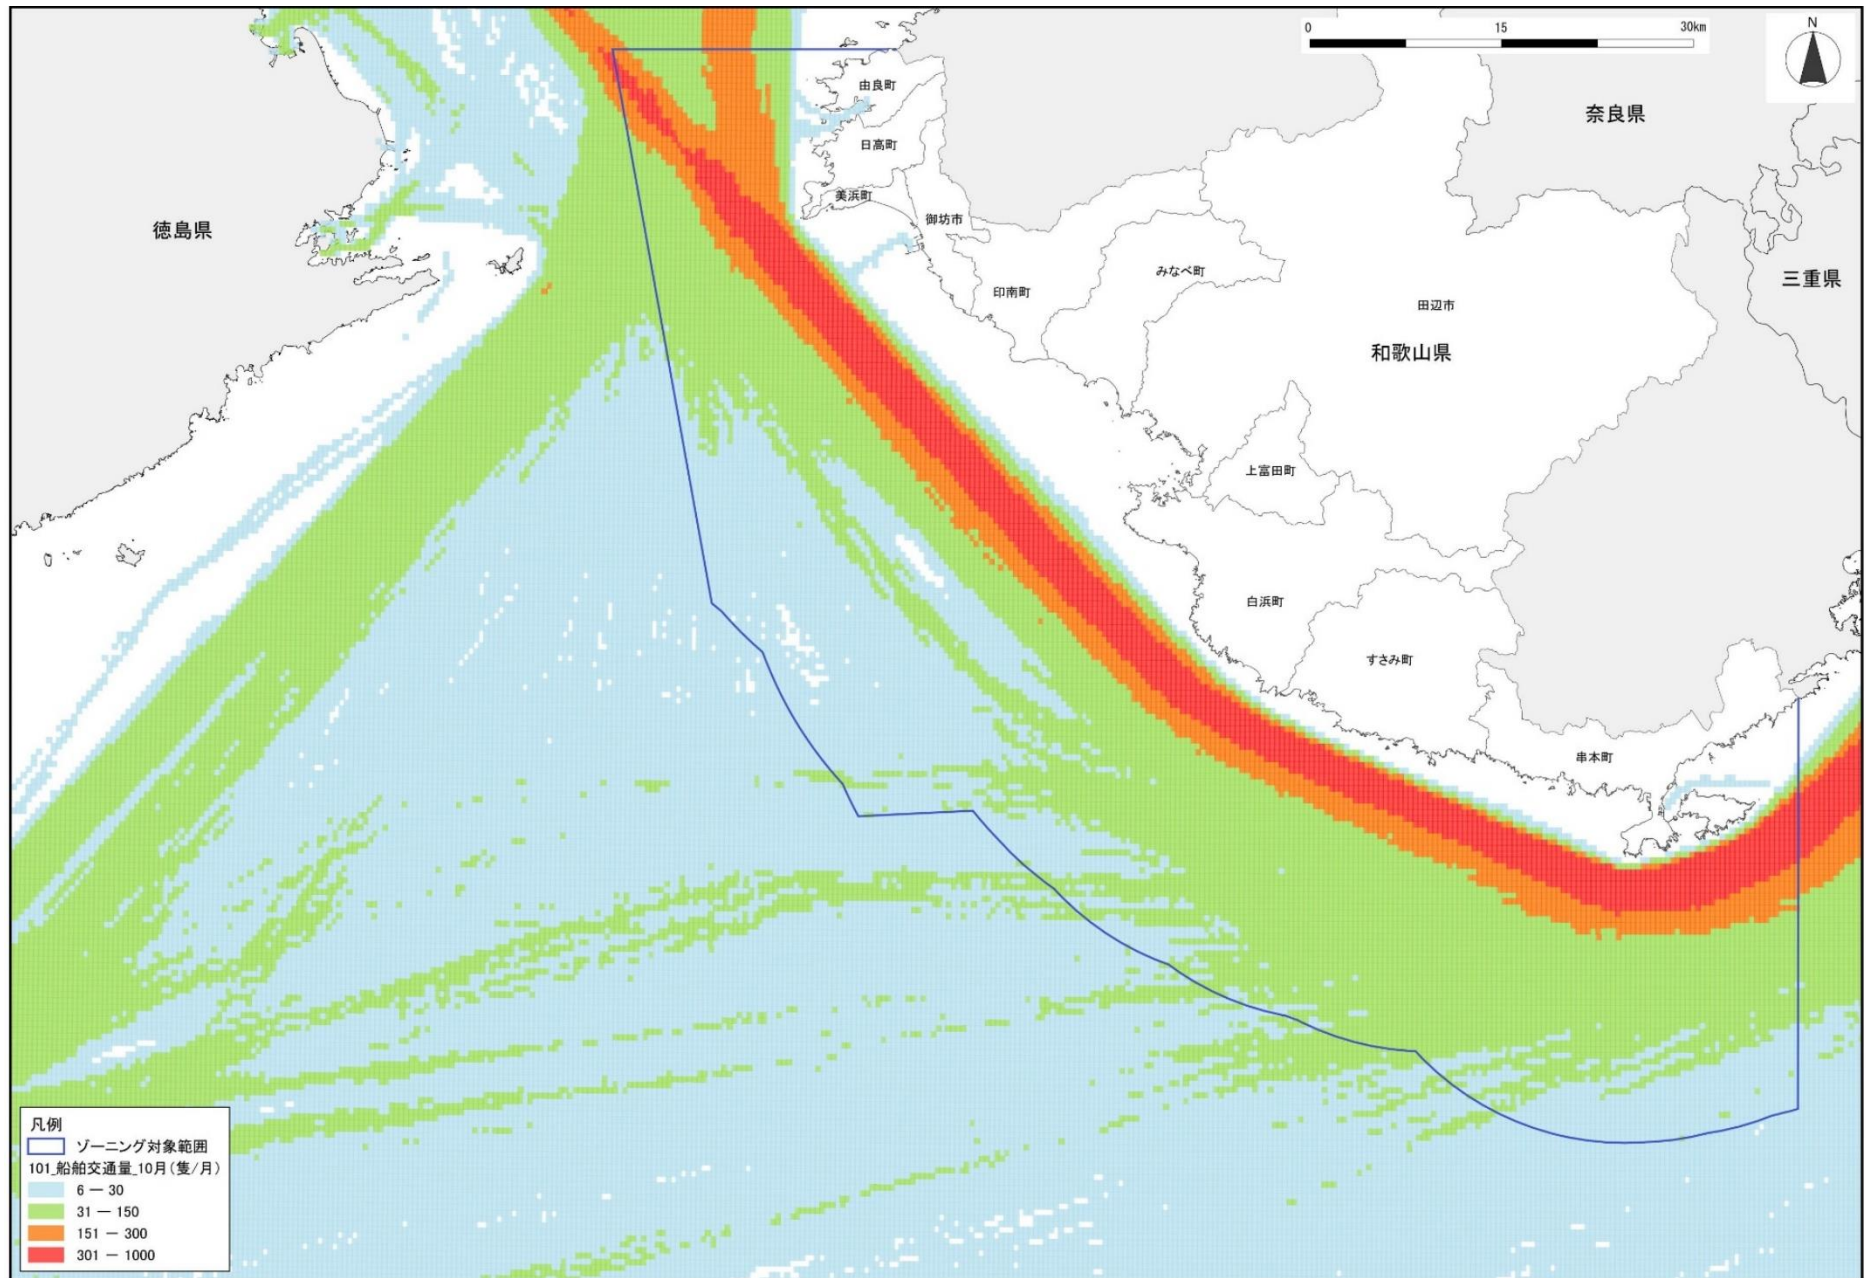 0 15 30km
N
由良町
奈良県
日高町
美浜町
御坊市
徳島県
みなべ町
三重県
印南町
田辺市
和歌山県
上富田町
白浜町
すさみ町
串本町
凡例
ゾーニング対象範囲
101_船舶交通量_10月(隻/月)
6 － 30
31 － 150
151 － 300
301 － 1000